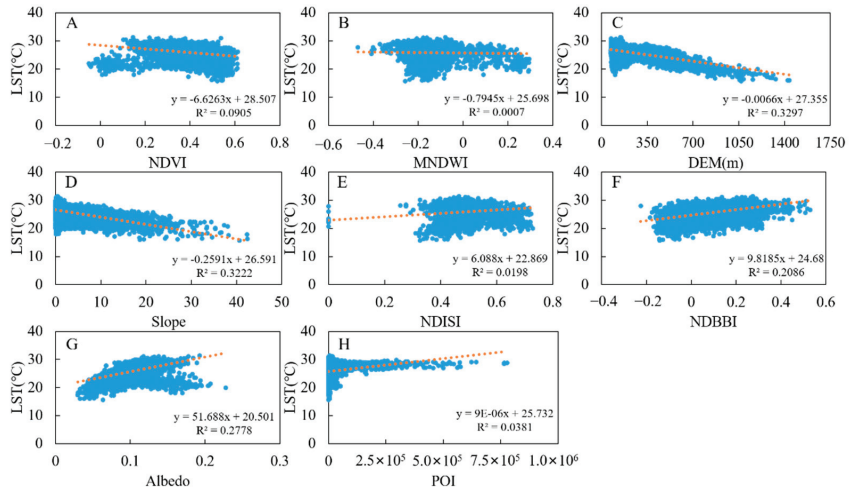 A
LST(°C)
40
30
20
10
0
y = -6.6263x + 28.507
R² = 0.0905
−0.2 0 0.2 0.4 0.6 0.8
NDVI
B
LST(°C)
40
30
20
10
0
y = -0.7945x + 25.698
R² = 0.0007
−0.6 −0.4 −0.2 0 0.2 0.4
MNDWI
C
LST(°C)
40
30
20
10
0
y = -0.0066x + 27.355
R² = 0.3297
0 350 700 1050 1400 1750
DEM(m)
D
LST(°C)
40
30
20
10
0
y = -0.2591x + 26.591
R² = 0.3222
0 10 20 30 40 50
Slope
E
LST(°C)
40
30
20
10
0
y = 6.088x + 22.869
R² = 0.0198
0 0.2 0.4 0.6 0.8
NDISI
F
LST(°C)
40
30
20
10
0
y = 9.8185x + 24.68
R² = 0.2086
−0.4 −0.2 0 0.2 0.4 0.6
NDBBI
G
LST(°C)
40
30
20
10
0
y = 51.688x + 20.501
R² = 0.2778
0 0.1 0.2 0.3
Albedo
H
LST(°C)
40
30
20
10
0
y = 9E-06x + 25.732
R² = 0.0381
0 2.5×10⁵ 5.0×10⁵ 7.5×10⁵ 1.0×10⁶
POI